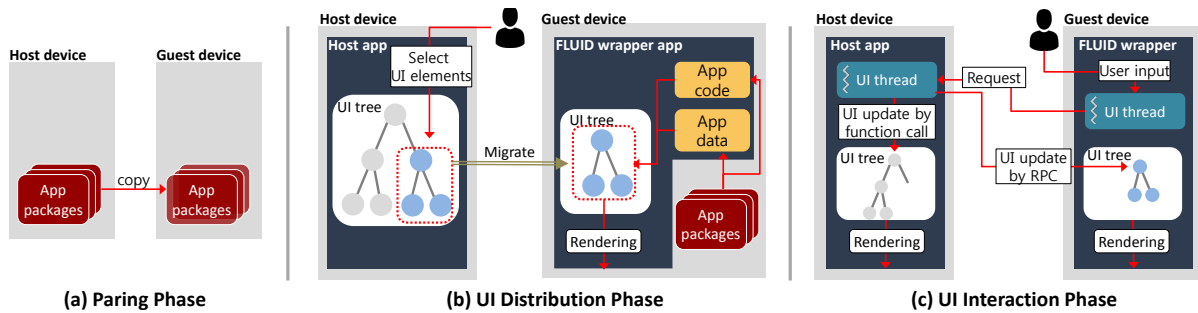 Host device
Guest device
App
packages
copy
App
packages
(a) Paring Phase
Host device
Host app
Select
UI elements
UI tree
Migrate
Guest device
FLUID wrapper app
App
code
App
data
UI tree
App
packages
Rendering
(b) UI Distribution Phase
Host device
Host app
UI thread
Request
UI update by
function call
UI tree
Rendering
UI update
by RPC
Guest device
FLUID wrapper
User input
UI thread
UI tree
Rendering
(c) UI Interaction Phase